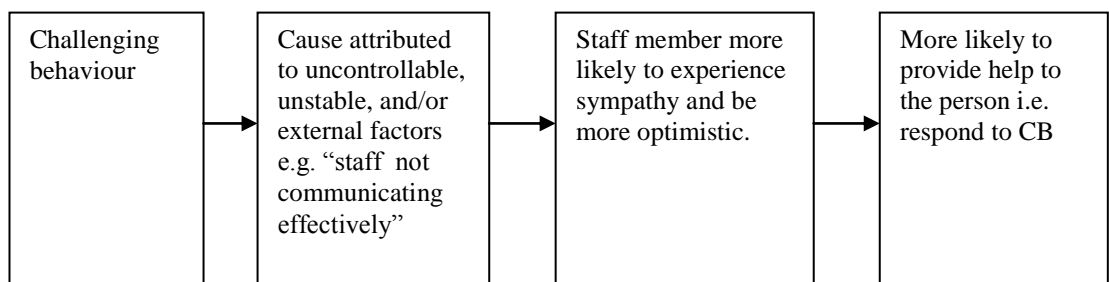 Challenging
behaviour
Cause attributed
to uncontrollable,
unstable, and/or
external factors
e.g. “staff not
communicating
effectively”
Staff member more
likely to experience
sympathy and be
more optimistic.
More likely to
provide help to
the person i.e.
respond to CB